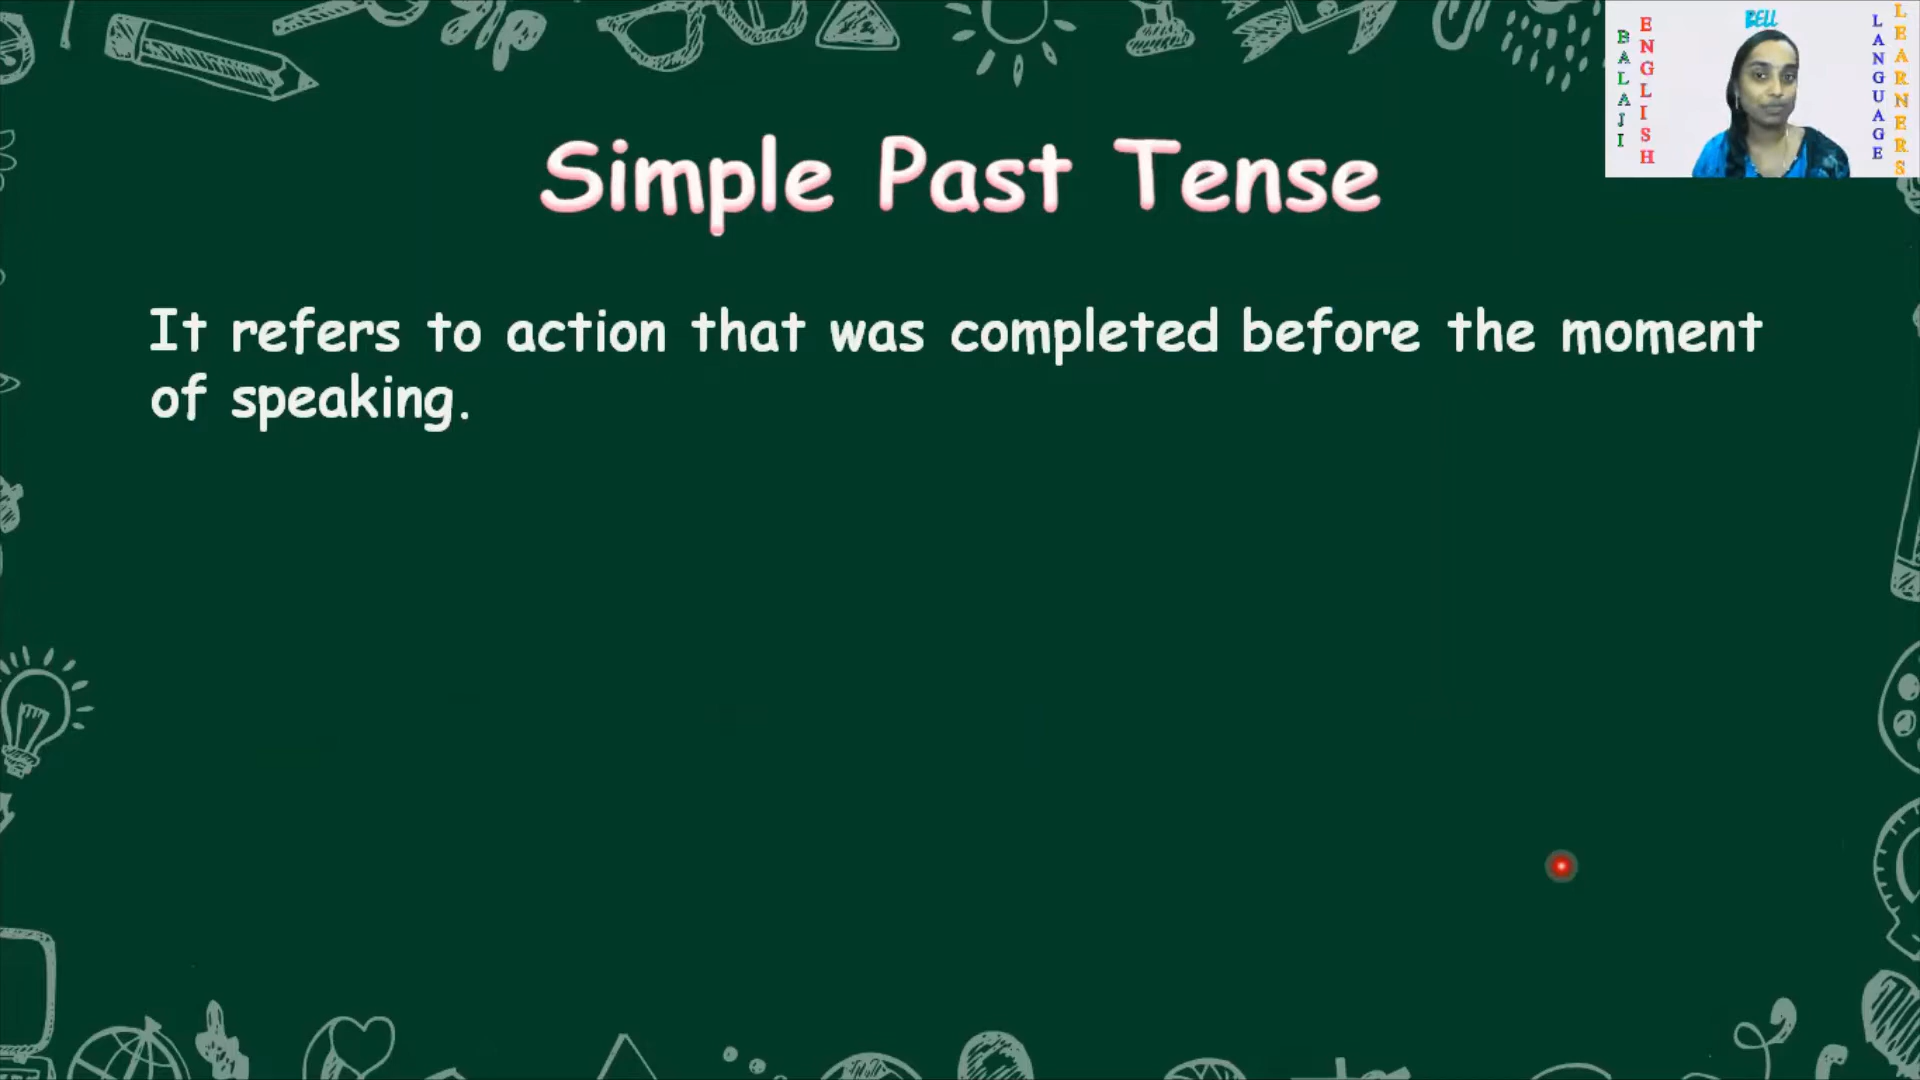 BELL
BALAJI
ENGLISH
LANGUAGE
LEARNERS
Simple Past Tense
It refers to action that was completed before the moment
of speaking.